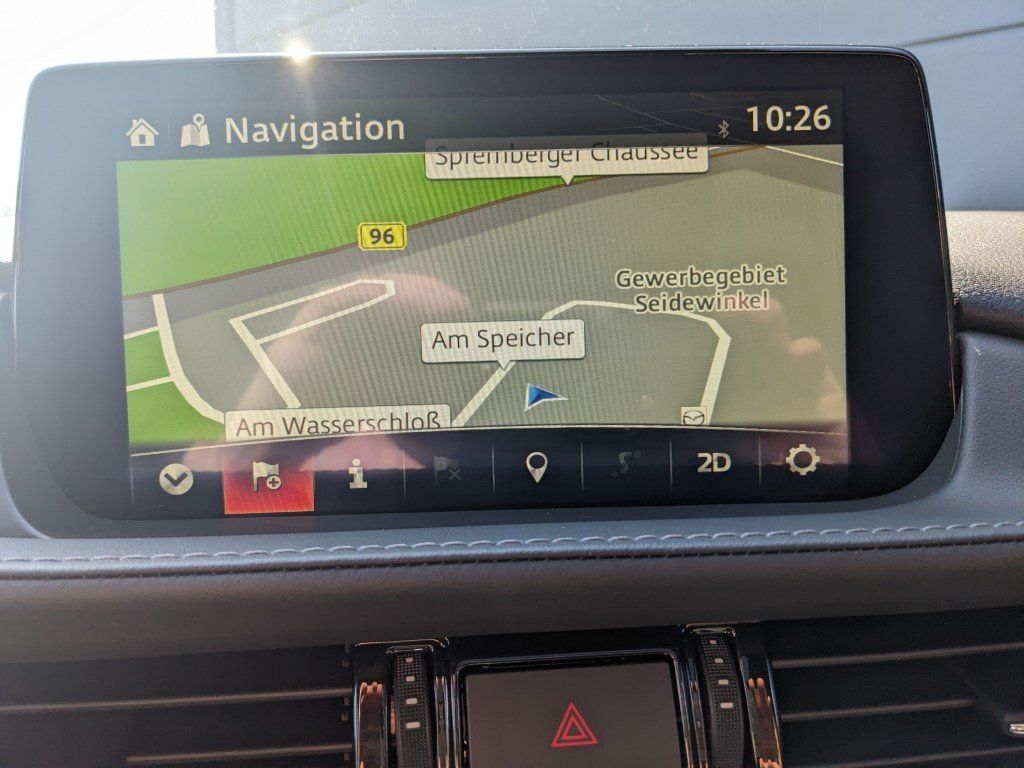 Navigation
10:26
Spremberger Chaussee
96
Gewerbegebiet
Seidewinkel
Am Speicher
Am Wasserschloß
2D